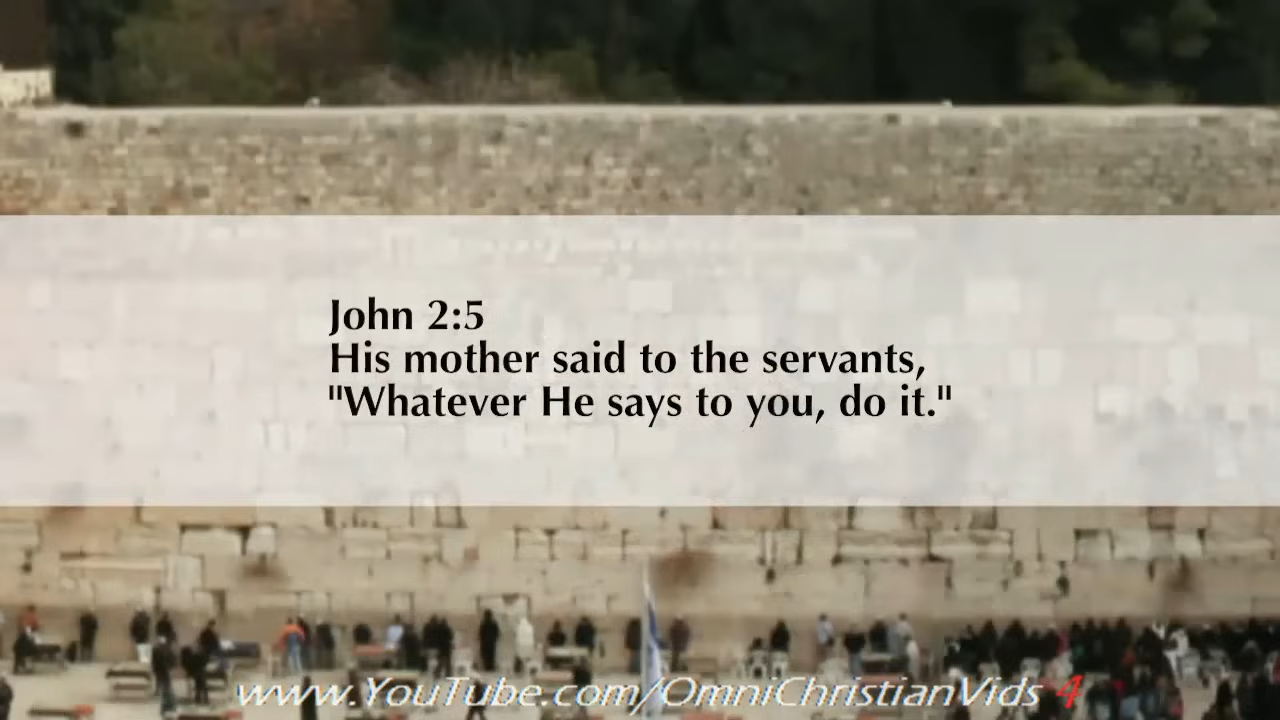 John 2:5
His mother said to the servants,
"Whatever He says to you, do it."
www.YouTube.com/OmniChristianVids 4